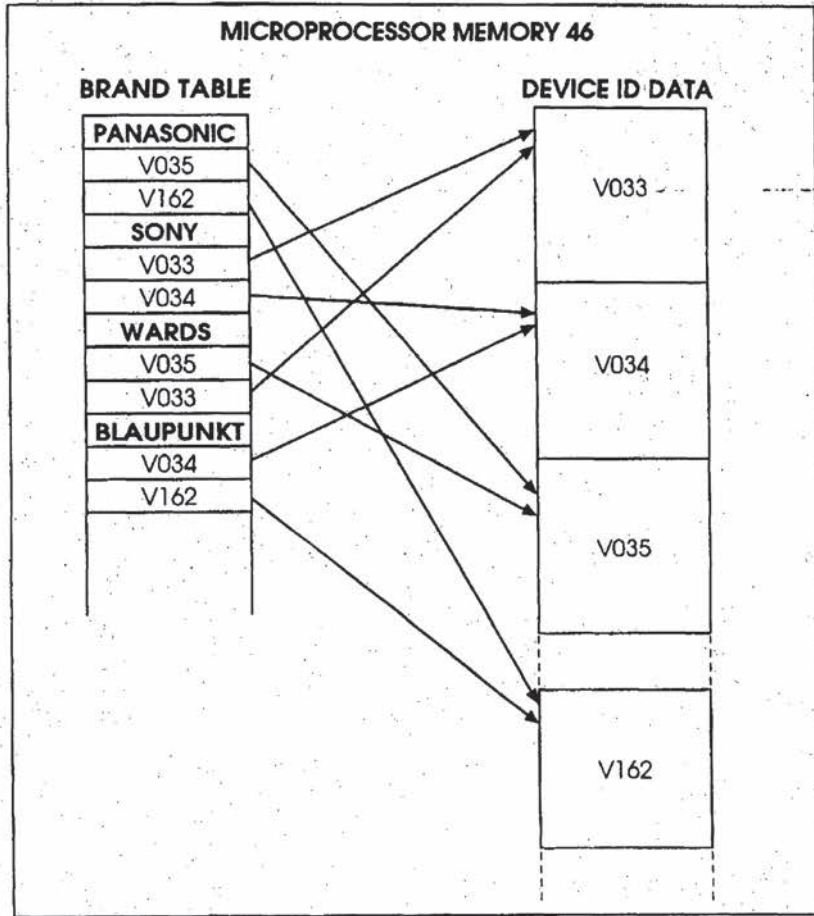 MICROPROCESSOR MEMORY 46
BRAND TABLE
PANASONIC
V035
V162
SONY
V033
V034
WARDS
V035
V033
BLAUPUNKT
V034
V162
DEVICE ID DATA
V033
V034
V035
V162